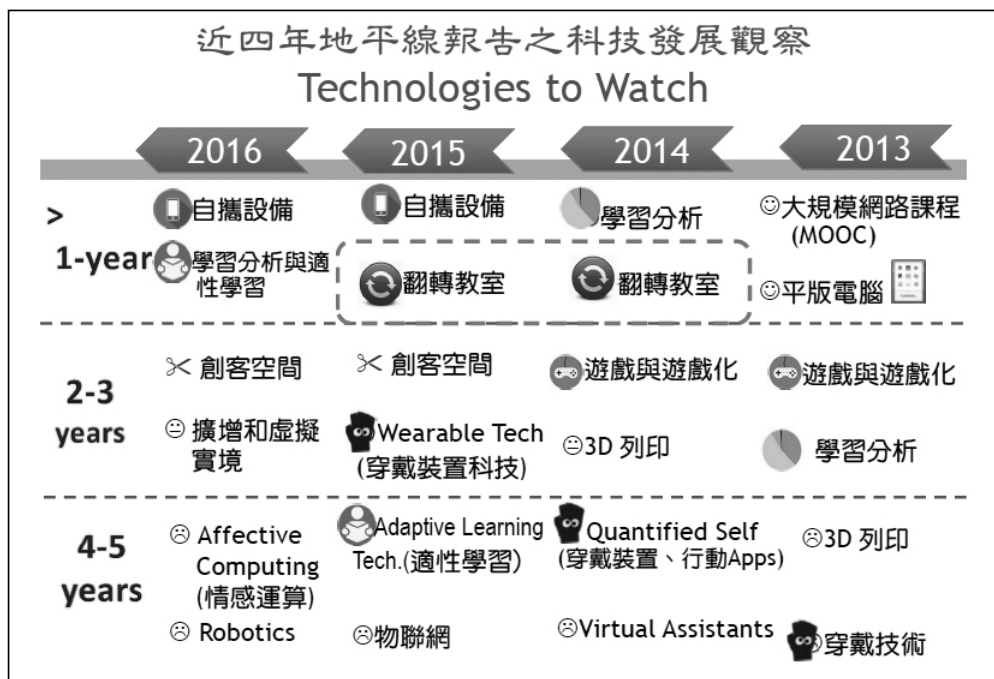 近四年地平線報告之科技發展觀察
Technologies to Watch
2016
2015
2014
2013
>
1-year
自攜設備
學習分析與適
性學習
自攜設備
翻轉教室
學習分析
翻轉教室
大規模網路課程
(MOOC)
平版電腦
2-3
years
創客空間
擴增和虛擬
實境
創客空間
Wearable Tech
(穿戴裝置科技)
遊戲與遊戲化
3D 列印
遊戲與遊戲化
學習分析
4-5
years
Affective
Computing
(情感運算)
Robotics
Adaptive Learning
Tech.(適性學習)
物聯網
Quantified Self
(穿戴裝置、行動Apps)
Virtual Assistants
3D 列印
穿戴技術